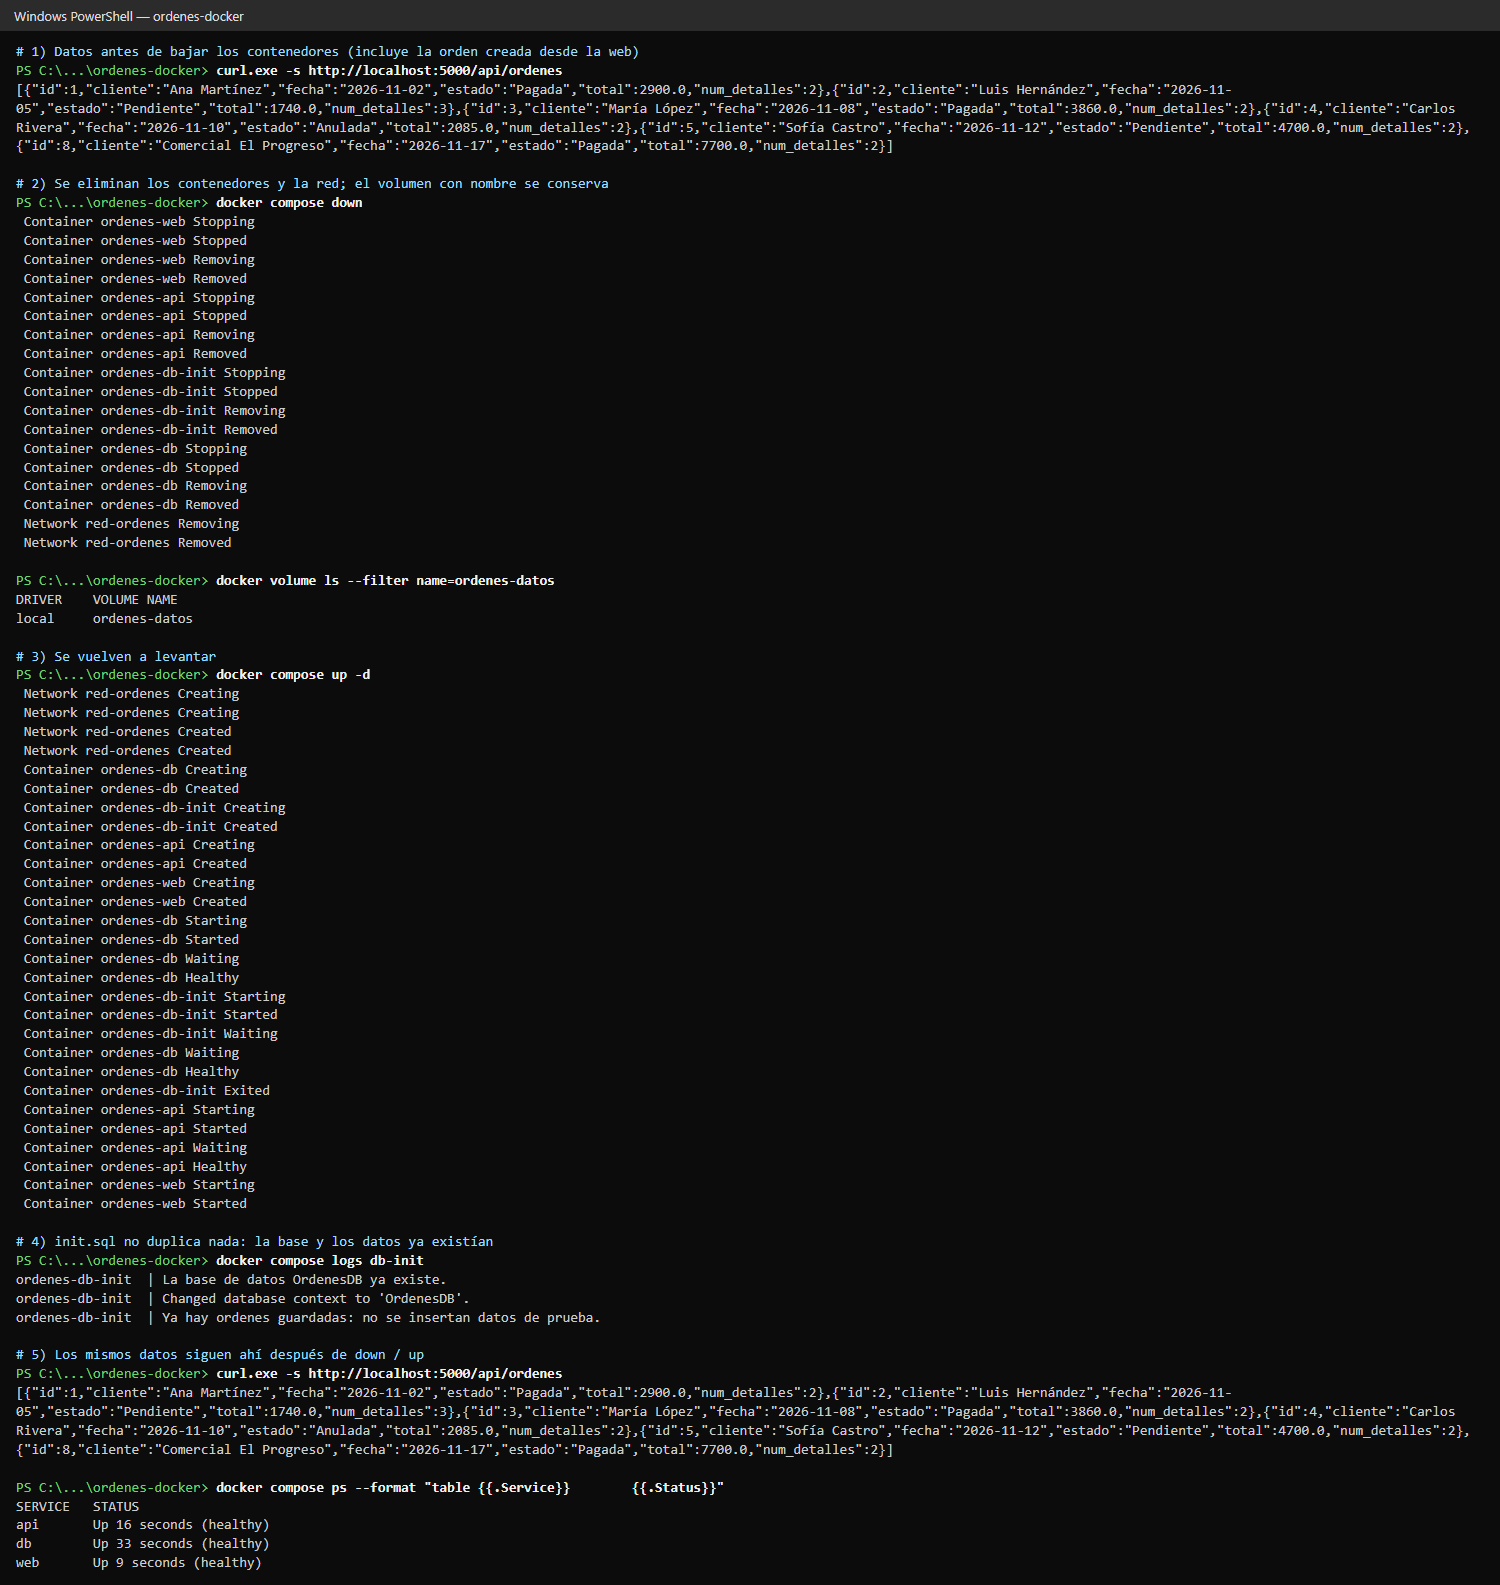 Windows PowerShell — ordenes-docker
# 1) Datos antes de bajar los contenedores (incluye la orden creada desde la web)
PS C:\...\ordenes-docker> curl.exe -s http://localhost:5000/api/ordenes
[{"id":1,"cliente":"Ana Martínez","fecha":"2026-11-02","estado":"Pagada","total":2900.0,"num_detalles":2},{"id":2,"cliente":"Luis Hernández","fecha":"2026-11-
05","estado":"Pendiente","total":1740.0,"num_detalles":3},{"id":3,"cliente":"María López","fecha":"2026-11-08","estado":"Pagada","total":3860.0,"num_detalles":2},{"id":4,"cliente":"Carlos
Rivera","fecha":"2026-11-10","estado":"Anulada","total":2085.0,"num_detalles":2},{"id":5,"cliente":"Sofía Castro","fecha":"2026-11-12","estado":"Pendiente","total":4700.0,"num_detalles":2},
{"id":8,"cliente":"Comercial El Progreso","fecha":"2026-11-17","estado":"Pagada","total":7700.0,"num_detalles":2}]
# 2) Se eliminan los contenedores y la red; el volumen con nombre se conserva
PS C:\...\ordenes-docker> docker compose down
Container ordenes-web Stopping
Container ordenes-web Stopped
Container ordenes-web Removing
Container ordenes-web Removed
Container ordenes-api Stopping
Container ordenes-api Stopped
Container ordenes-api Removing
Container ordenes-api Removed
Container ordenes-db-init Stopping
Container ordenes-db-init Stopped
Container ordenes-db-init Removing
Container ordenes-db-init Removed
Container ordenes-db Stopping
Container ordenes-db Stopped
Container ordenes-db Removing
Container ordenes-db Removed
Network red-ordenes Removing
Network red-ordenes Removed
PS C:\...\ordenes-docker> docker volume ls --filter name=ordenes-datos
DRIVER    VOLUME NAME
local     ordenes-datos
# 3) Se vuelven a levantar
PS C:\...\ordenes-docker> docker compose up -d
Network red-ordenes Creating
Network red-ordenes Creating
Network red-ordenes Created
Network red-ordenes Created
Container ordenes-db Creating
Container ordenes-db Created
Container ordenes-db-init Creating
Container ordenes-db-init Created
Container ordenes-api Creating
Container ordenes-api Created
Container ordenes-web Creating
Container ordenes-web Created
Container ordenes-db Starting
Container ordenes-db Started
Container ordenes-db Waiting
Container ordenes-db Healthy
Container ordenes-db-init Starting
Container ordenes-db-init Started
Container ordenes-db-init Waiting
Container ordenes-db Waiting
Container ordenes-db Healthy
Container ordenes-db-init Exited
Container ordenes-api Starting
Container ordenes-api Started
Container ordenes-api Waiting
Container ordenes-api Healthy
Container ordenes-web Starting
Container ordenes-web Started
# 4) init.sql no duplica nada: la base y los datos ya existían
PS C:\...\ordenes-docker> docker compose logs db-init
ordenes-db-init  | La base de datos OrdenesDB ya existe.
ordenes-db-init  | Changed database context to 'OrdenesDB'.
ordenes-db-init  | Ya hay ordenes guardadas: no se insertan datos de prueba.
# 5) Los mismos datos siguen ahí después de down / up
PS C:\...\ordenes-docker> curl.exe -s http://localhost:5000/api/ordenes
[{"id":1,"cliente":"Ana Martínez","fecha":"2026-11-02","estado":"Pagada","total":2900.0,"num_detalles":2},{"id":2,"cliente":"Luis Hernández","fecha":"2026-11-
05","estado":"Pendiente","total":1740.0,"num_detalles":3},{"id":3,"cliente":"María López","fecha":"2026-11-08","estado":"Pagada","total":3860.0,"num_detalles":2},{"id":4,"cliente":"Carlos
Rivera","fecha":"2026-11-10","estado":"Anulada","total":2085.0,"num_detalles":2},{"id":5,"cliente":"Sofía Castro","fecha":"2026-11-12","estado":"Pendiente","total":4700.0,"num_detalles":2},
{"id":8,"cliente":"Comercial El Progreso","fecha":"2026-11-17","estado":"Pagada","total":7700.0,"num_detalles":2}]
PS C:\...\ordenes-docker> docker compose ps --format "table {{.Service}}        {{.Status}}"
SERVICE   STATUS
api       Up 16 seconds (healthy)
db        Up 33 seconds (healthy)
web       Up 9 seconds (healthy)